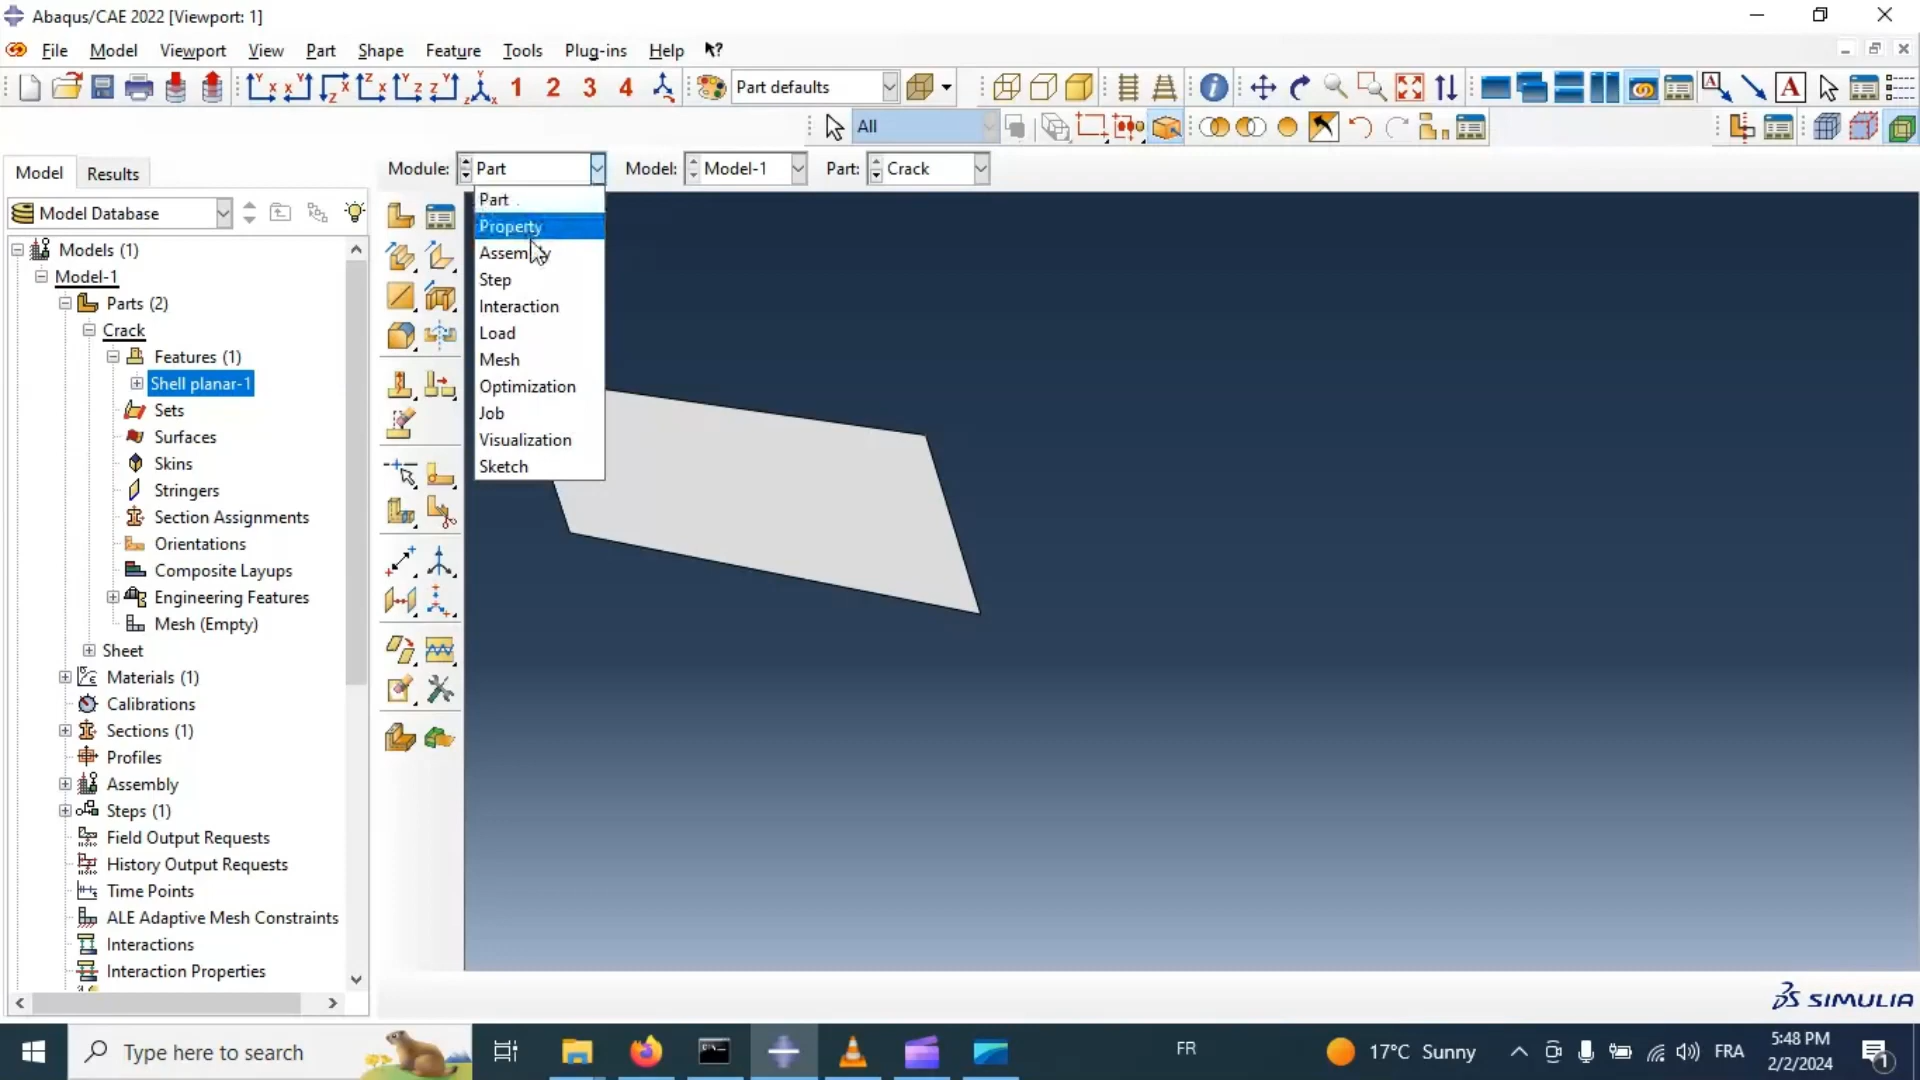 Abaqus/CAE 2022 [Viewport: 1]
File Model Viewport View Part Shape Feature Tools Plug-ins Help
1 2 3 4 Part defaults
All
Model Results
Module: Part Model: Model-1 Part: Crack
Model Database
Part
Property
Assembly
Step
Interaction
Load
Mesh
Optimization
Job
Visualization
Sketch
Models (1)
Model-1
Parts (2)
Crack
Features (1)
Shell planar-1
Sets
Surfaces
Skins
Stringers
Section Assignments
Orientations
Composite Layups
Engineering Features
Mesh (Empty)
Sheet
Materials (1)
Calibrations
Sections (1)
Profiles
Assembly
Steps (1)
Field Output Requests
History Output Requests
Time Points
ALE Adaptive Mesh Constraints
Interactions
Interaction Properties
SIMULIA
Type here to search
FR
17°C Sunny
FRA
5:48 PM
2/2/2024
1